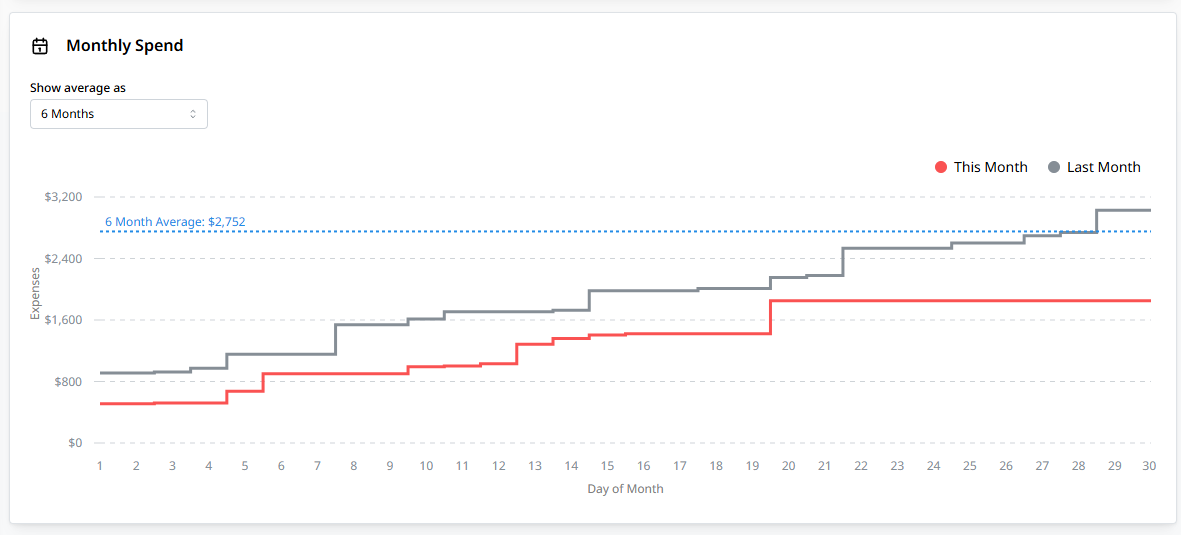 Monthly Spend
Show average as
6 Months
This Month Last Month
$3,200
6 Month Average: $2,752
$2,400
Expenses
$1,600
$800
$0
1 2 3 4 5 6 7 8 9 10 11 12 13 14 15 16 17 18 19 20 21 22 23 24 25 26 27 28 29 30
Day of Month